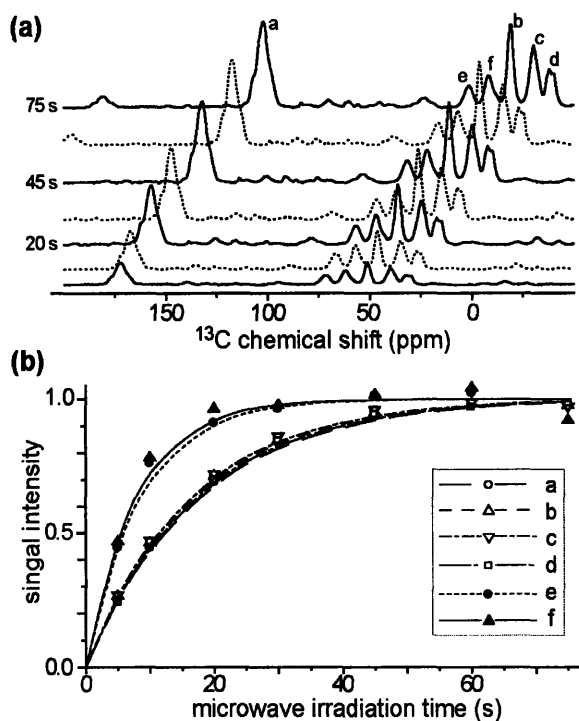 (a)
a
b
c
d
e
f
75 s
45 s
20 s
150
100
50
0
13C chemical shift (ppm)
(b)
1.0
0.5
0.0
singal intensity
a
b
c
d
e
f
0
20
40
60
microwave irradiation time (s)